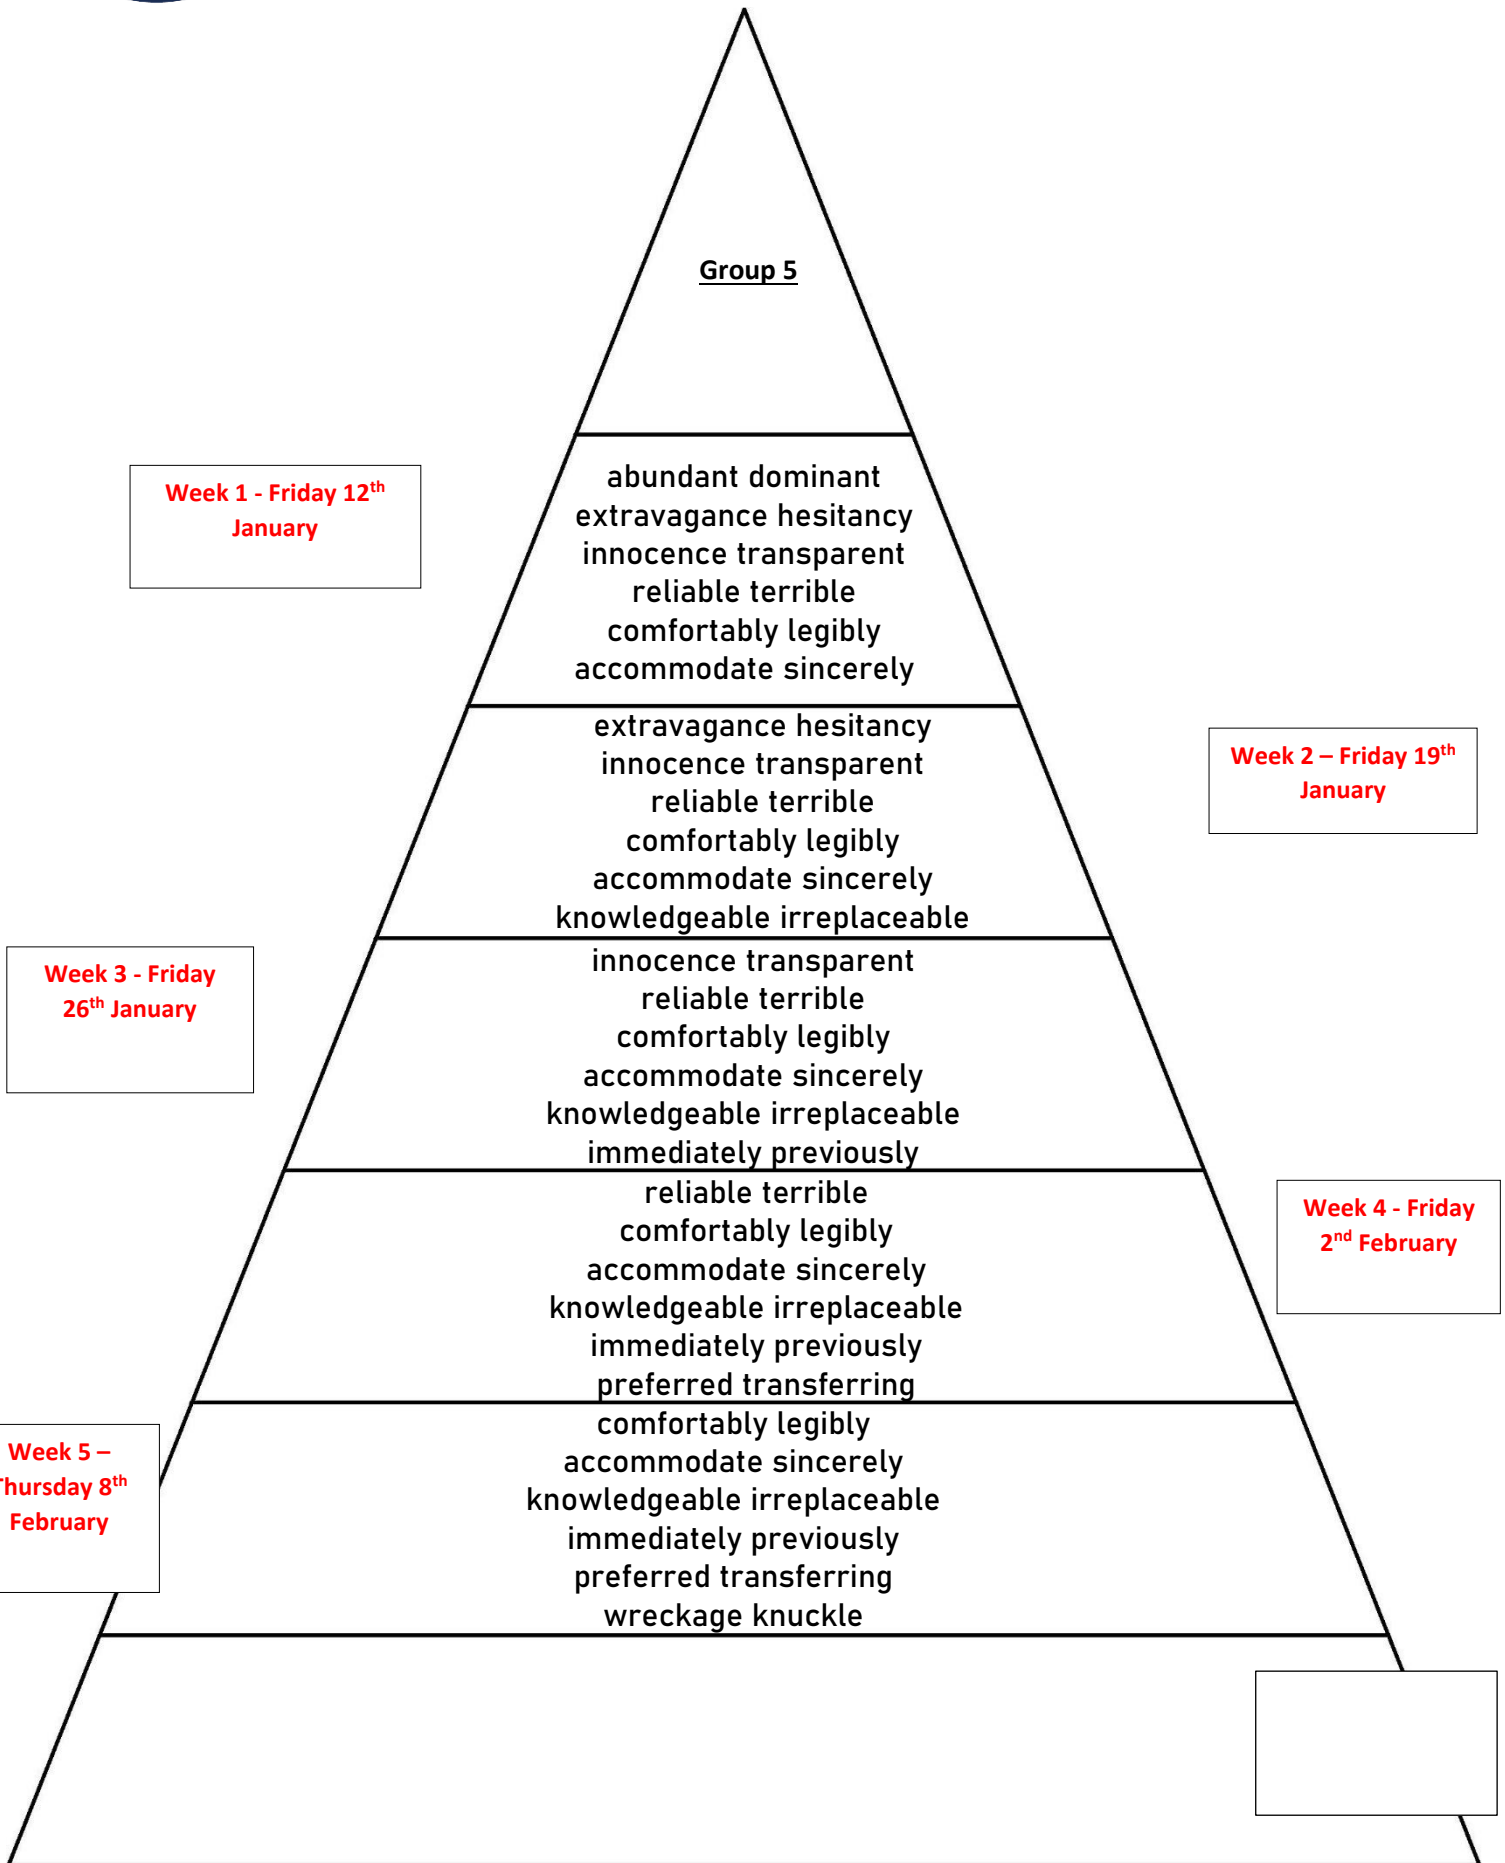 Group 5
Week 1 - Friday 12th
January
abundant dominant
extravagance hesitancy
innocence transparent
reliable terrible
comfortably legibly
accommodate sincerely
extravagance hesitancy
innocence transparent
reliable terrible
comfortably legibly
accommodate sincerely
knowledgeable irreplaceable
Week 2 – Friday 19th
January
Week 3 - Friday
26th January
innocence transparent
reliable terrible
comfortably legibly
accommodate sincerely
knowledgeable irreplaceable
immediately previously
reliable terrible
comfortably legibly
accommodate sincerely
knowledgeable irreplaceable
immediately previously
preferred transferring
Week 4 - Friday
2nd February
Week 5 –
Thursday 8th
February
comfortably legibly
accommodate sincerely
knowledgeable irreplaceable
immediately previously
preferred transferring
wreckage knuckle